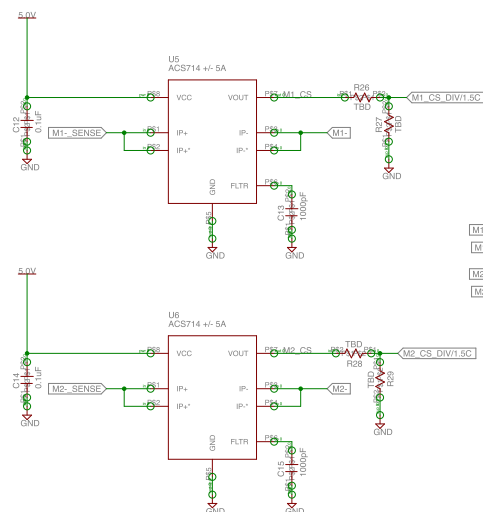 5.0V
U5
ACS714 +/- 5A
VCC
VOUT
M1_CS
R26
TBD
M1_CS_DIV/1.5C
C12
0.1uF
M1-_SENSE
IP+
IP+*
IP-
IP-*
M1-
R27
TBD
GND
GND
GND
FLTR
C13
1000pF
GND
GND
M1
M
M2
5.0V
U6
ACS714 +/- 5A
VCC
VOUT
M2_CS
TBD
R28
M2_CS_DIV/1.5C
C14
0.1uF
M2-_SENSE
IP+
IP+*
IP-
IP-*
M2-
TBD
R29
GND
GND
GND
FLTR
C15
1000pF
GND
GND